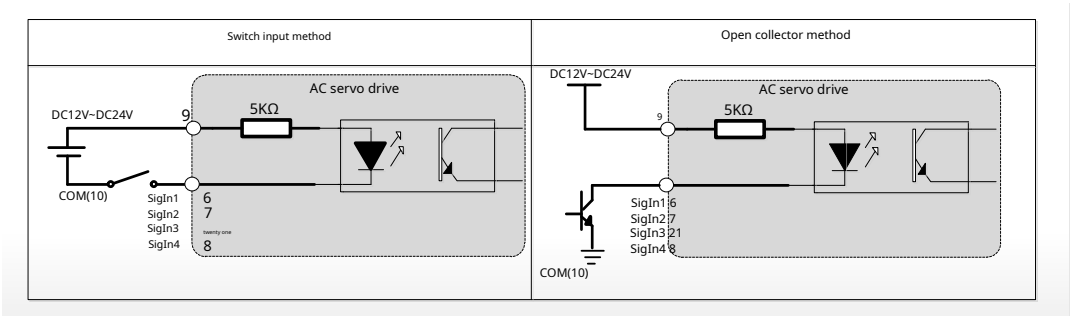 Switch input method
Open collector method
AC servo drive
DC12V~DC24V
9
5KΩ
COM(10)
SigIn1 6
SigIn2 7
SigIn3 twenty one
SigIn4 8
DC12V~DC24V
AC servo drive
9
5KΩ
SigIn1 6
SigIn2 7
SigIn3 21
SigIn4 8
COM(10)